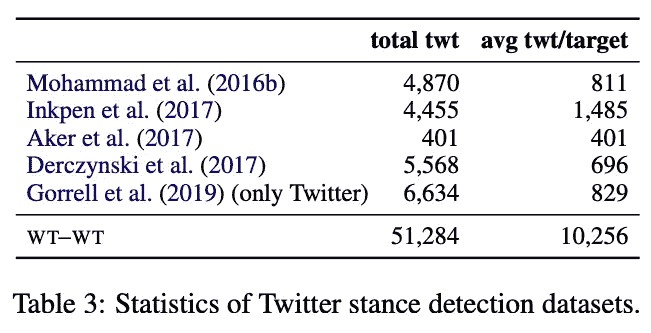 total twt avg twt/target
Mohammad et al. (2016b) 4,870 811
Inkpen et al. (2017) 4,455 1,485
Aker et al. (2017) 401 401
Derczynski et al. (2017) 5,568 696
Gorrell et al. (2019) (only Twitter) 6,634 829
WT–WT 51,284 10,256
Table 3: Statistics of Twitter stance detection datasets.